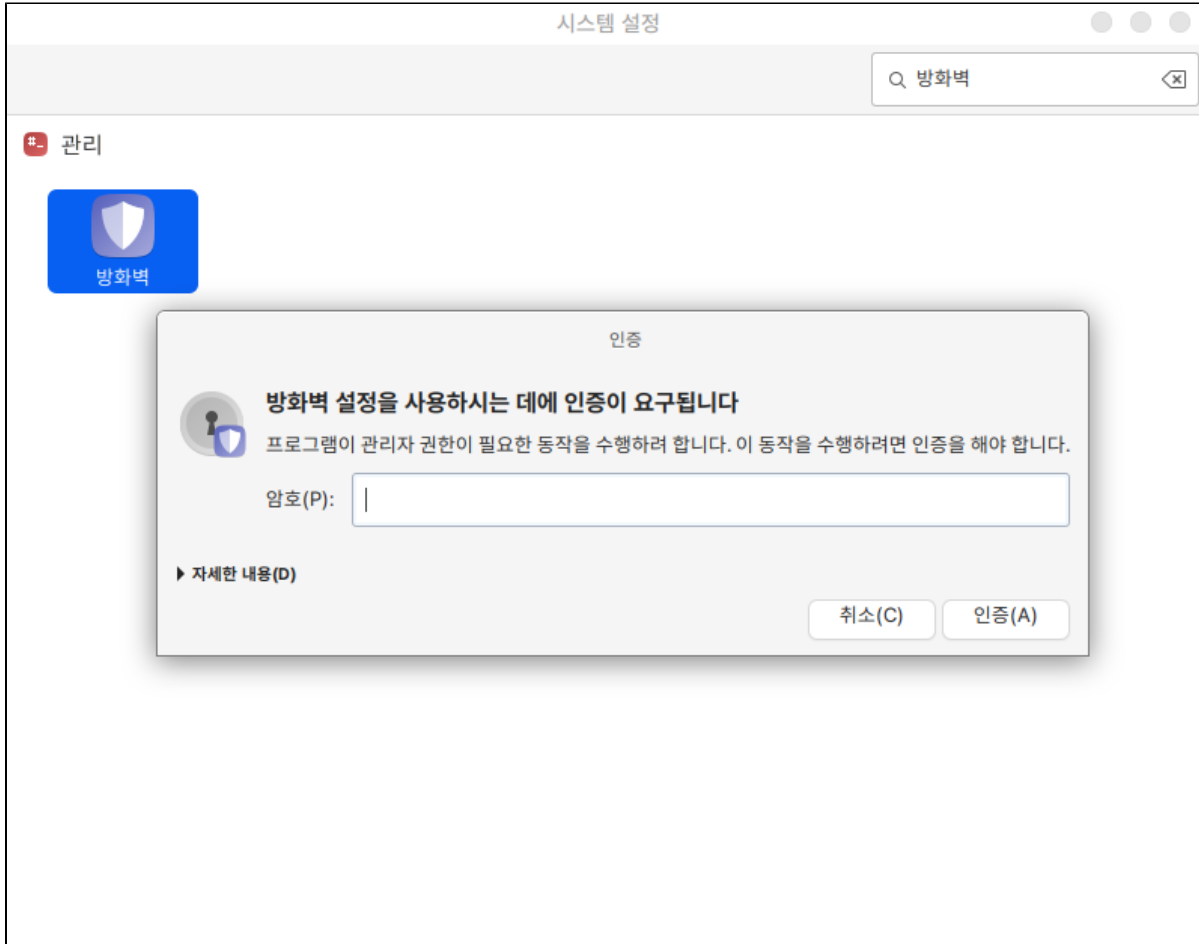 시스템 설정
방화벽
관리
방화벽
인증
방화벽 설정을 사용하시는 데에 인증이 요구됩니다
프로그램이 관리자 권한이 필요한 동작을 수행하려 합니다. 이 동작을 수행하려면 인증을 해야 합니다.
암호(P):
자세한 내용(D)
취소(C) 인증(A)